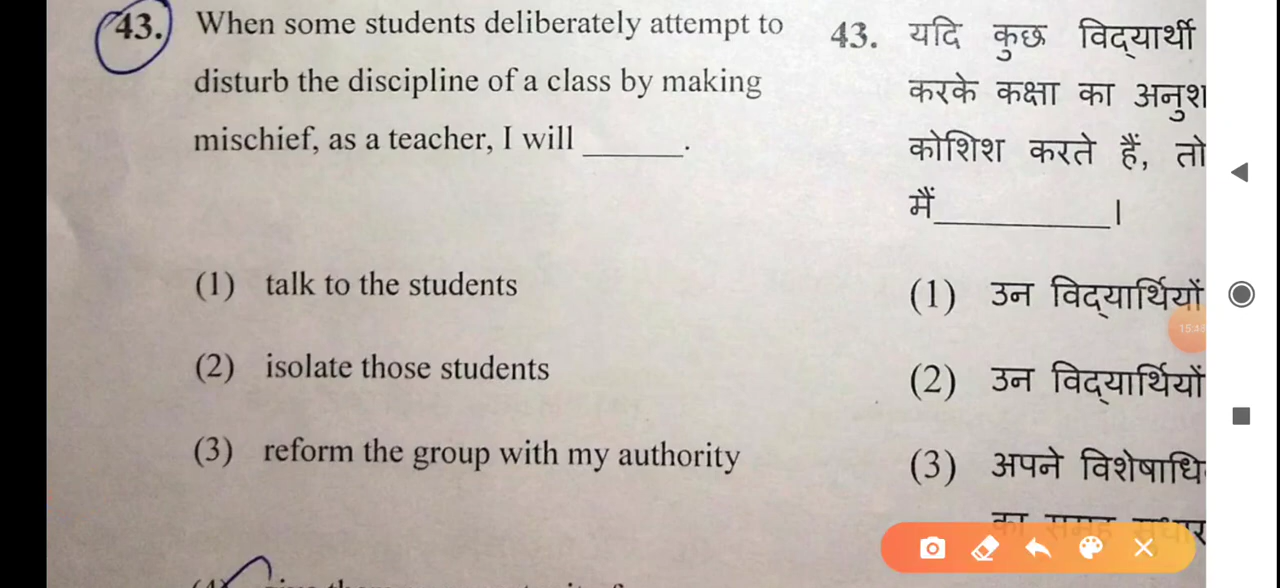 43. When some students deliberately attempt to
disturb the discipline of a class by making
mischief, as a teacher, I will ______.
(1) talk to the students
(2) isolate those students
(3) reform the group with my authority
43. यदि कुछ विद्यार्थी
करके कक्षा का
कोशिश करते हैं, तो
मैं__________।
(1) उन विद्यार्थियों
(2) उन विद्यार्थियों
(3) अपने